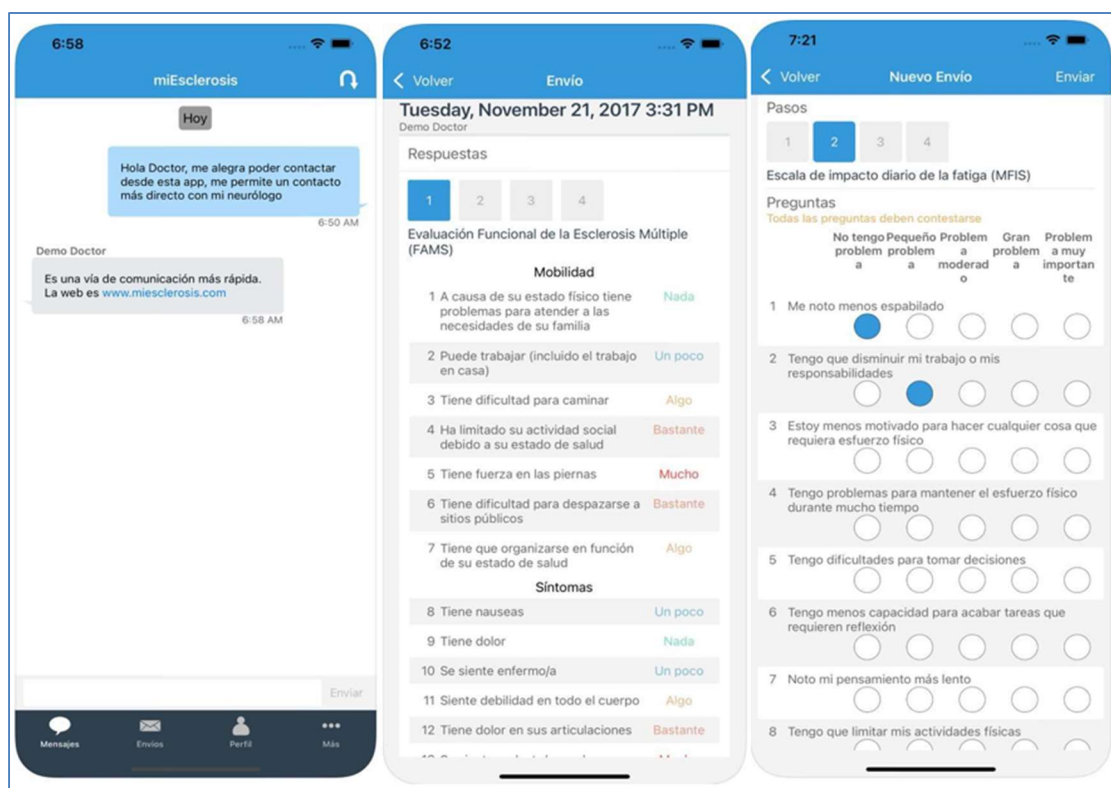 6:58
miEsclerosis
Hoy
Hola Doctor, me alegra poder contactar
desde esta app, me permite un contacto
más directo con mi neurólogo
6:50 AM
Demo Doctor
Es una vía de comunicación más rápida.
La web es www.miesclerosis.com
6:58 AM
Enviar
Mensajes
Envíos
Perfil
Más
6:52
Volver
Envío
Tuesday, November 21, 2017 3:31 PM
Demo Doctor
Respuestas
1 2 3 4
Evaluación Funcional de la Esclerosis Múltiple
(FAMS)
Mobilidad
1 A causa de su estado físico tiene Nada
problemas para atender a las
necesidades de su familia
2 Puede trabajar (incluido el trabajo Un poco
en casa)
3 Tiene dificultad para caminar Algo
4 Ha limitado su actividad social Bastante
debido a su estado de salud
5 Tiene fuerza en las piernas Mucho
6 Tiene dificultad para despazarse a Bastante
sitios públicos
7 Tiene que organizarse en función Algo
de su estado de salud
Síntomas
8 Tiene nauseas Un poco
9 Tiene dolor Nada
10 Se siente enfermo/a Un poco
11 Siente debilidad en todo el cuerpo Algo
12 Tiene dolor en sus articulaciones Bastante
7:21
Volver
Nuevo Envío
Enviar
Pasos
1 2 3 4
Escala de impacto diario de la fatiga (MFIS)
Preguntas
Todas las preguntas deben contestarse
No tengo Pequeño Problem Gran Problem
problem problem a problem a muy
a a moderad a importan
o te
1 Me noto menos espabilado
2 Tengo que disminuir mi trabajo o mis
responsabilidades
3 Estoy menos motivado para hacer cualquier cosa que
requiera esfuerzo físico
4 Tengo problemas para mantener el esfuerzo físico
durante mucho tiempo
5 Tengo dificultades para tomar decisiones
6 Tengo menos capacidad para acabar tareas que
requieren reflexión
7 Noto mi pensamiento más lento
8 Tengo que limitar mis actividades físicas